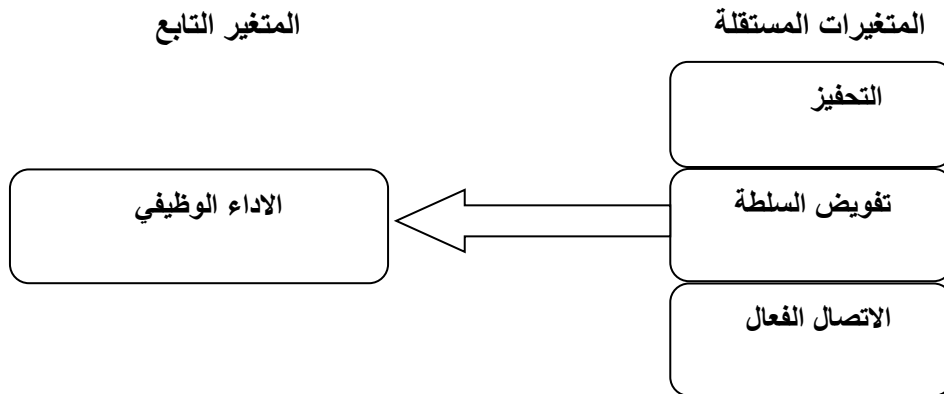 المتغيرات المستقلة
المتغير التابع
التحفيز
تفويض السلطة
الاداء الوظيفي
الاتصال الفعال